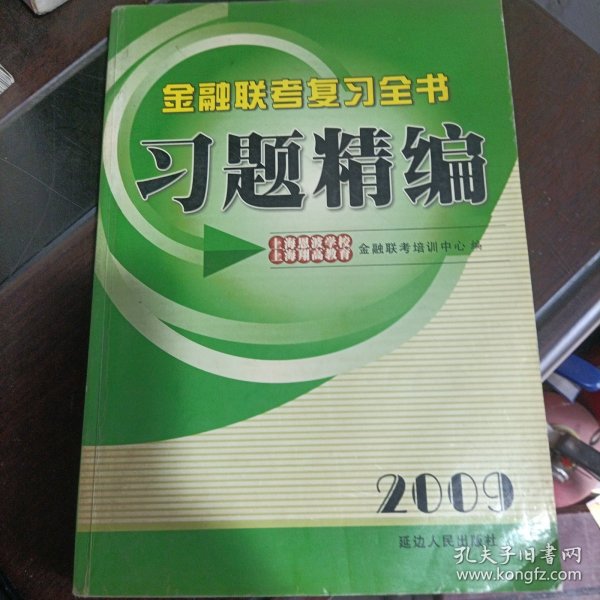 金融联考复习全书
习题精编
上海恩波学校
上海翔高教育
金融联考培训中心 编
2009
延边人民出版社
孔夫子旧书网
www.kongfz.com